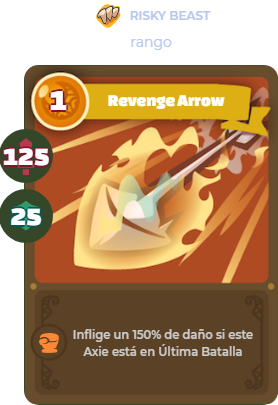 RISKY BEAST
rango
1
Revenge Arrow
125
25
Inflige un 150% de daño si este
Axie está en Última Batalla